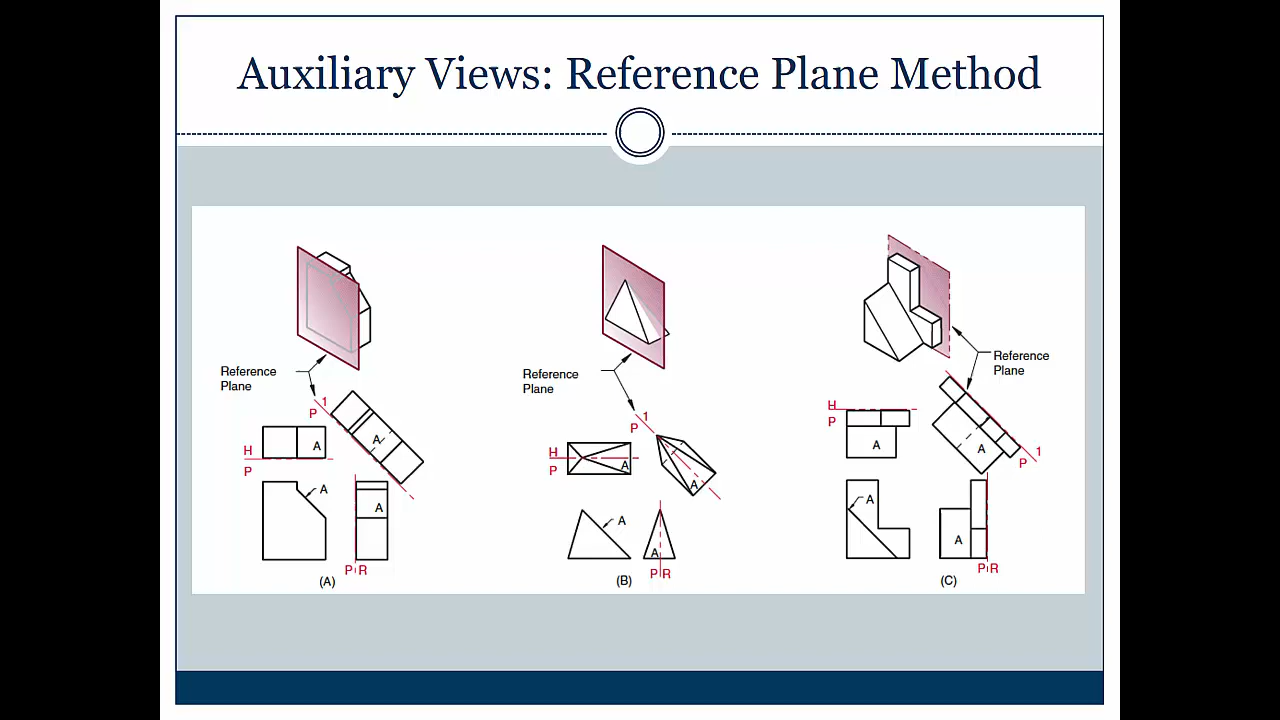 Auxiliary Views: Reference Plane Method
Reference
Plane
1
P
H
P
A
A
A
A
P R
(A)
Reference
Plane
1
P
H
P
A
A
A
A
P R
(B)
Reference
Plane
H
P
A
A
1
P
A
A
P R
(C)